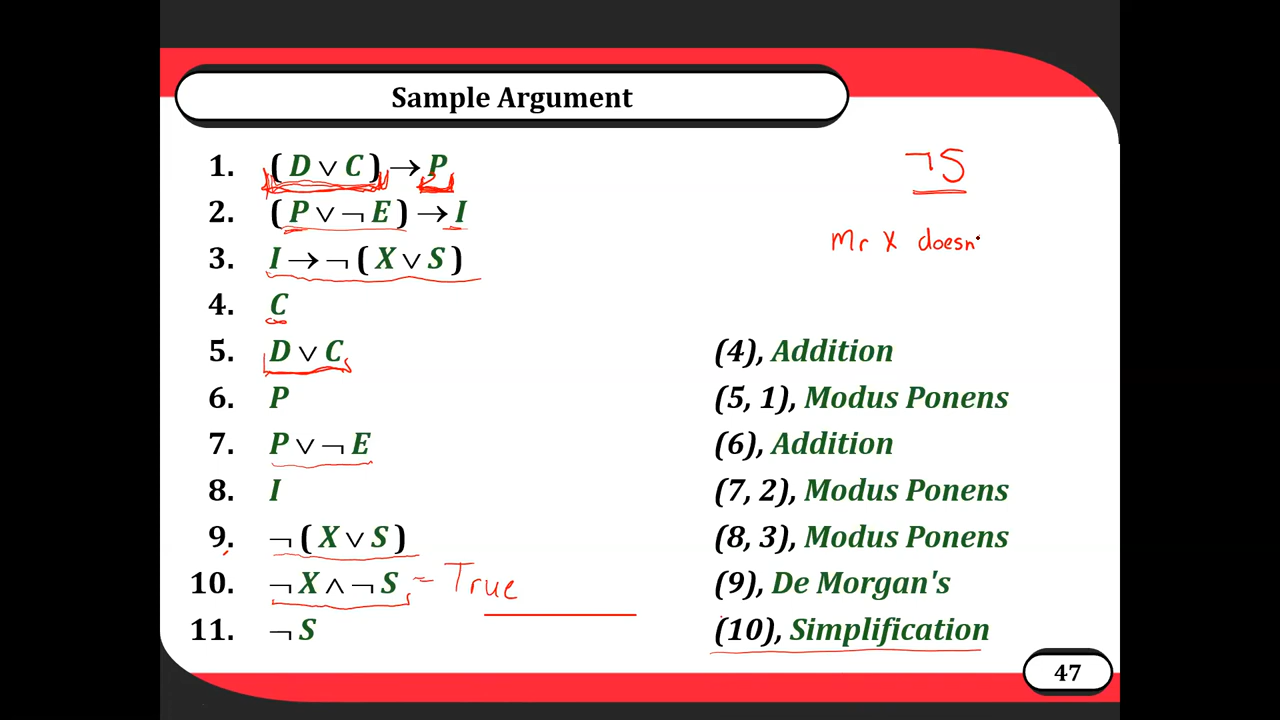 Sample Argument
1. ( D ∨ C ) → P
2. ( P ∨ ¬ E ) → I
3. I → ¬ ( X ∨ S )
4. C
5. D ∨ C (4), Addition
6. P (5, 1), Modus Ponens
7. P ∨ ¬ E (6), Addition
8. I (7, 2), Modus Ponens
9. ¬ ( X ∨ S ) (8, 3), Modus Ponens
10. ¬ X ∧ ¬ S = True (9), De Morgan's
11. ¬ S (10), Simplification
¬S
Mr X doesn'
47